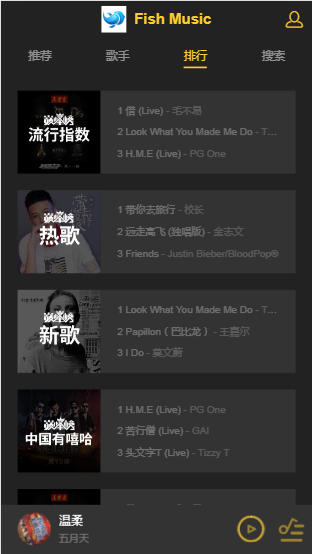 Fish Music
推荐 歌手 排行 搜索
巅峰榜
流行指数
1 借 (Live) - 毛不易
2 Look What You Made Me Do - T...
3 H.M.E (Live) - PG One
巅峰榜
热歌
1 带你去旅行 - 校长
2 远走高飞 (独唱版) - 金志文
3 Friends - Justin Bieber/BloodPop®
巅峰榜
新歌
1 Look What You Made Me Do - T...
2 Papillon（巴比龙） - 王嘉尔
3 I Do - 莫文蔚
巅峰榜
中国有嘻哈
1 H.M.E (Live) - PG One
2 苦行僧 (Live) - GAI
3 头文字T (Live) - Tizzy T
温柔
五月天